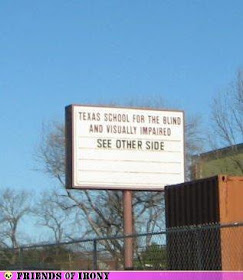 TEXAS SCHOOL FOR THE BLIND
AND VISUALLY IMPAIRED
SEE OTHER SIDE
FRIENDS OF IRONY